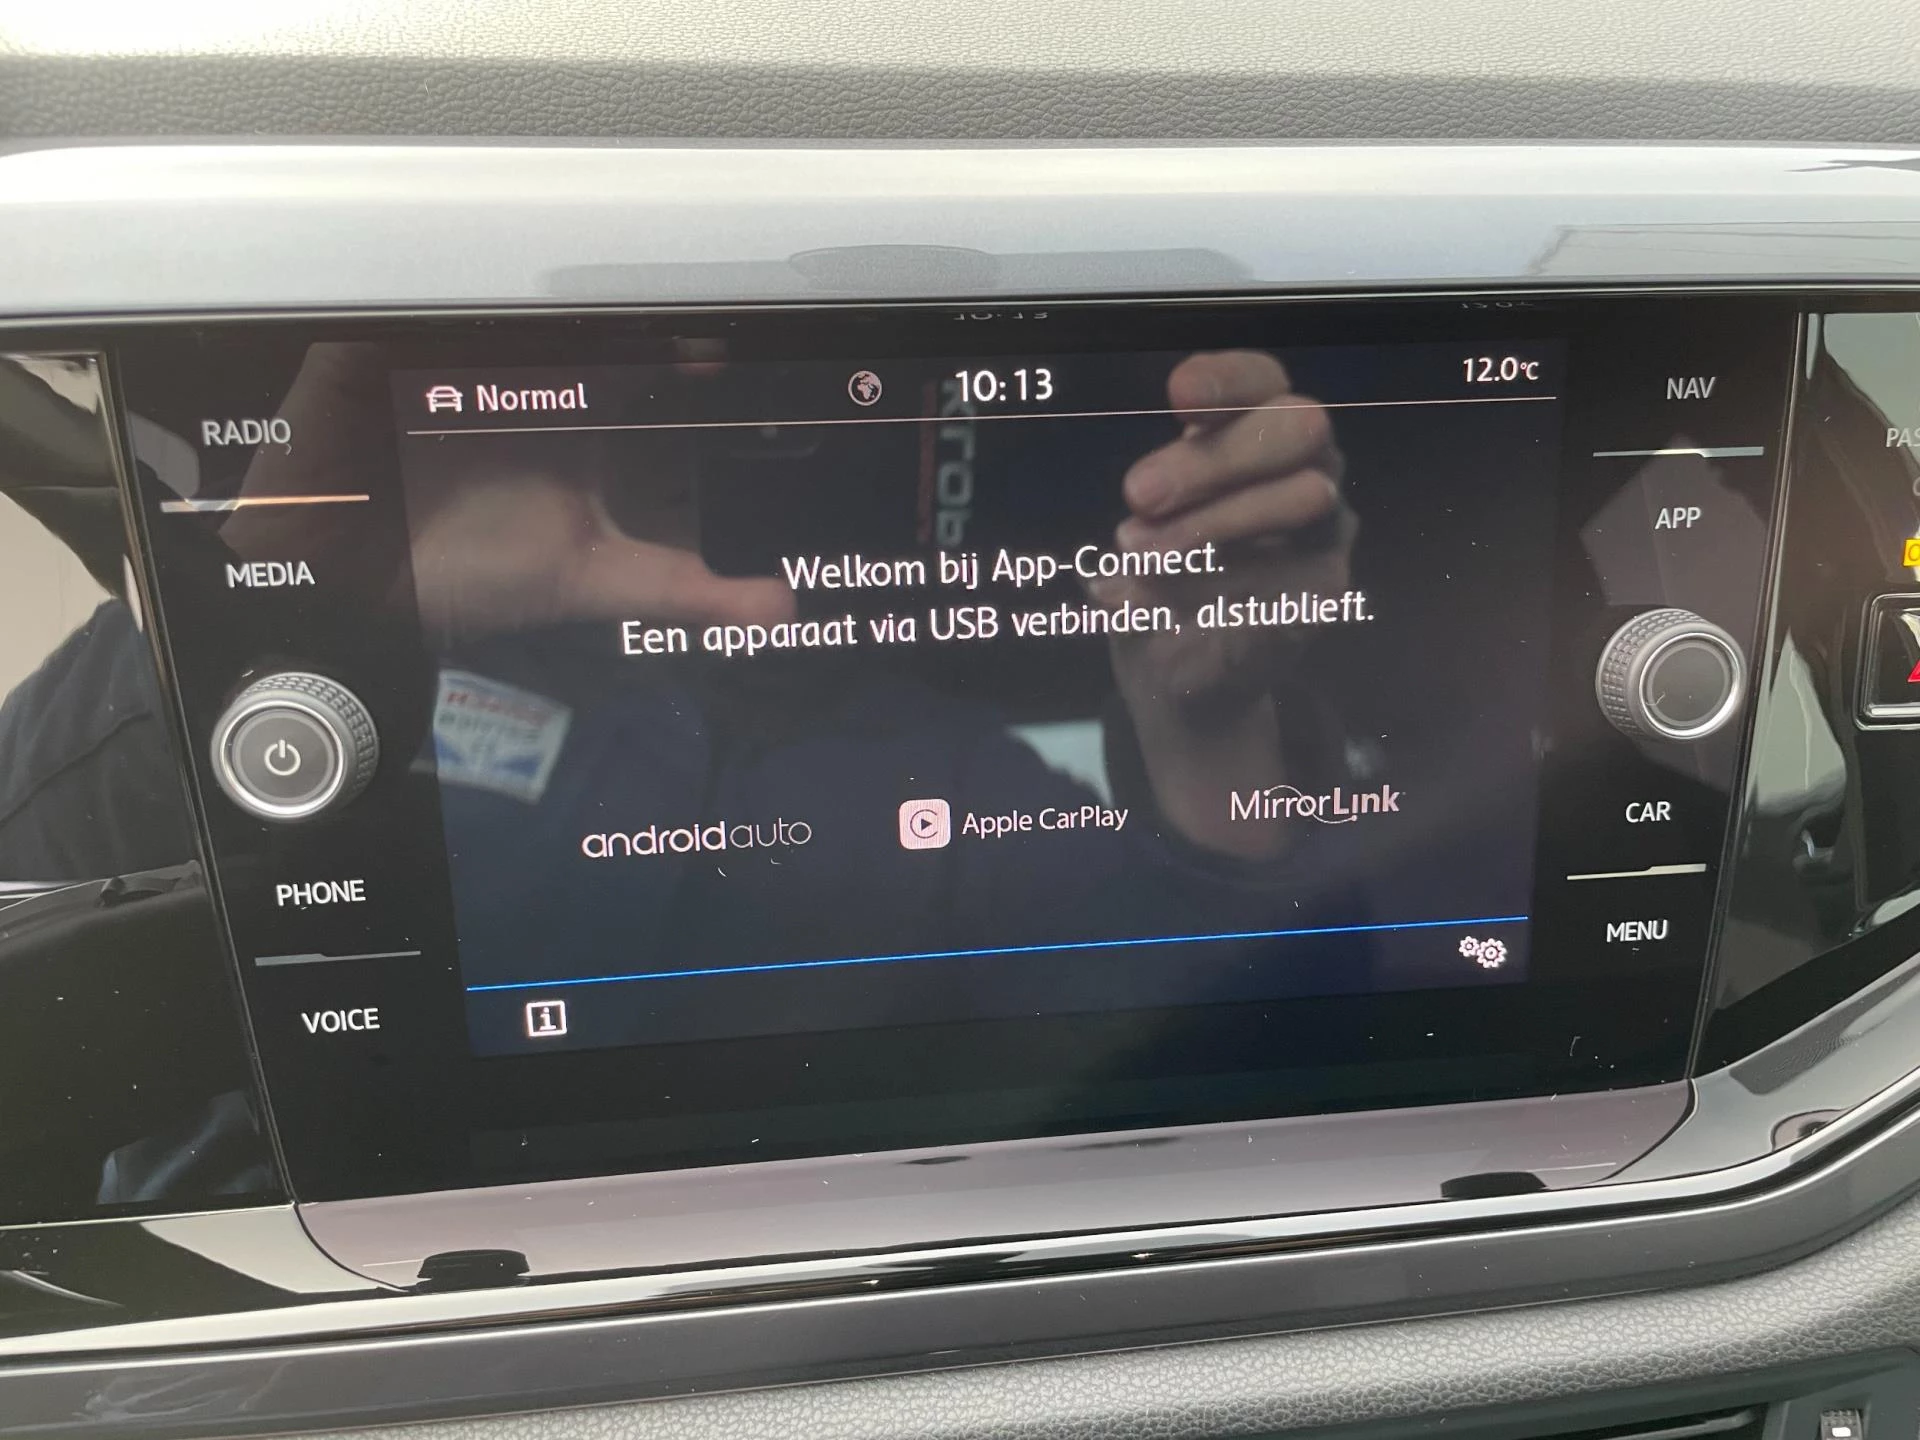 Normal 10:13 12.0°C
RADIO
MEDIA
PHONE
VOICE
Welkom bij App-Connect.
Een apparaat via USB verbinden, alstublieft.
androidauto Apple CarPlay MirrorLink
i
NAV
APP
CAR
MENU